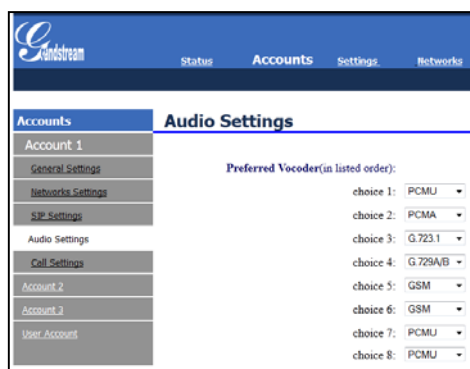 Grandstream
Status Accounts Settings Networks
Accounts
Account 1
General Settings
Networks Settings
SIP Settings
Audio Settings
Call Settings
Account 2
Account 3
User Account
Audio Settings
Preferred Vocoder(in listed order):
choice 1: PCMU
choice 2: PCMA
choice 3: G.723.1
choice 4: G.729A/B
choice 5: GSM
choice 6: GSM
choice 7: PCMU
choice 8: PCMU